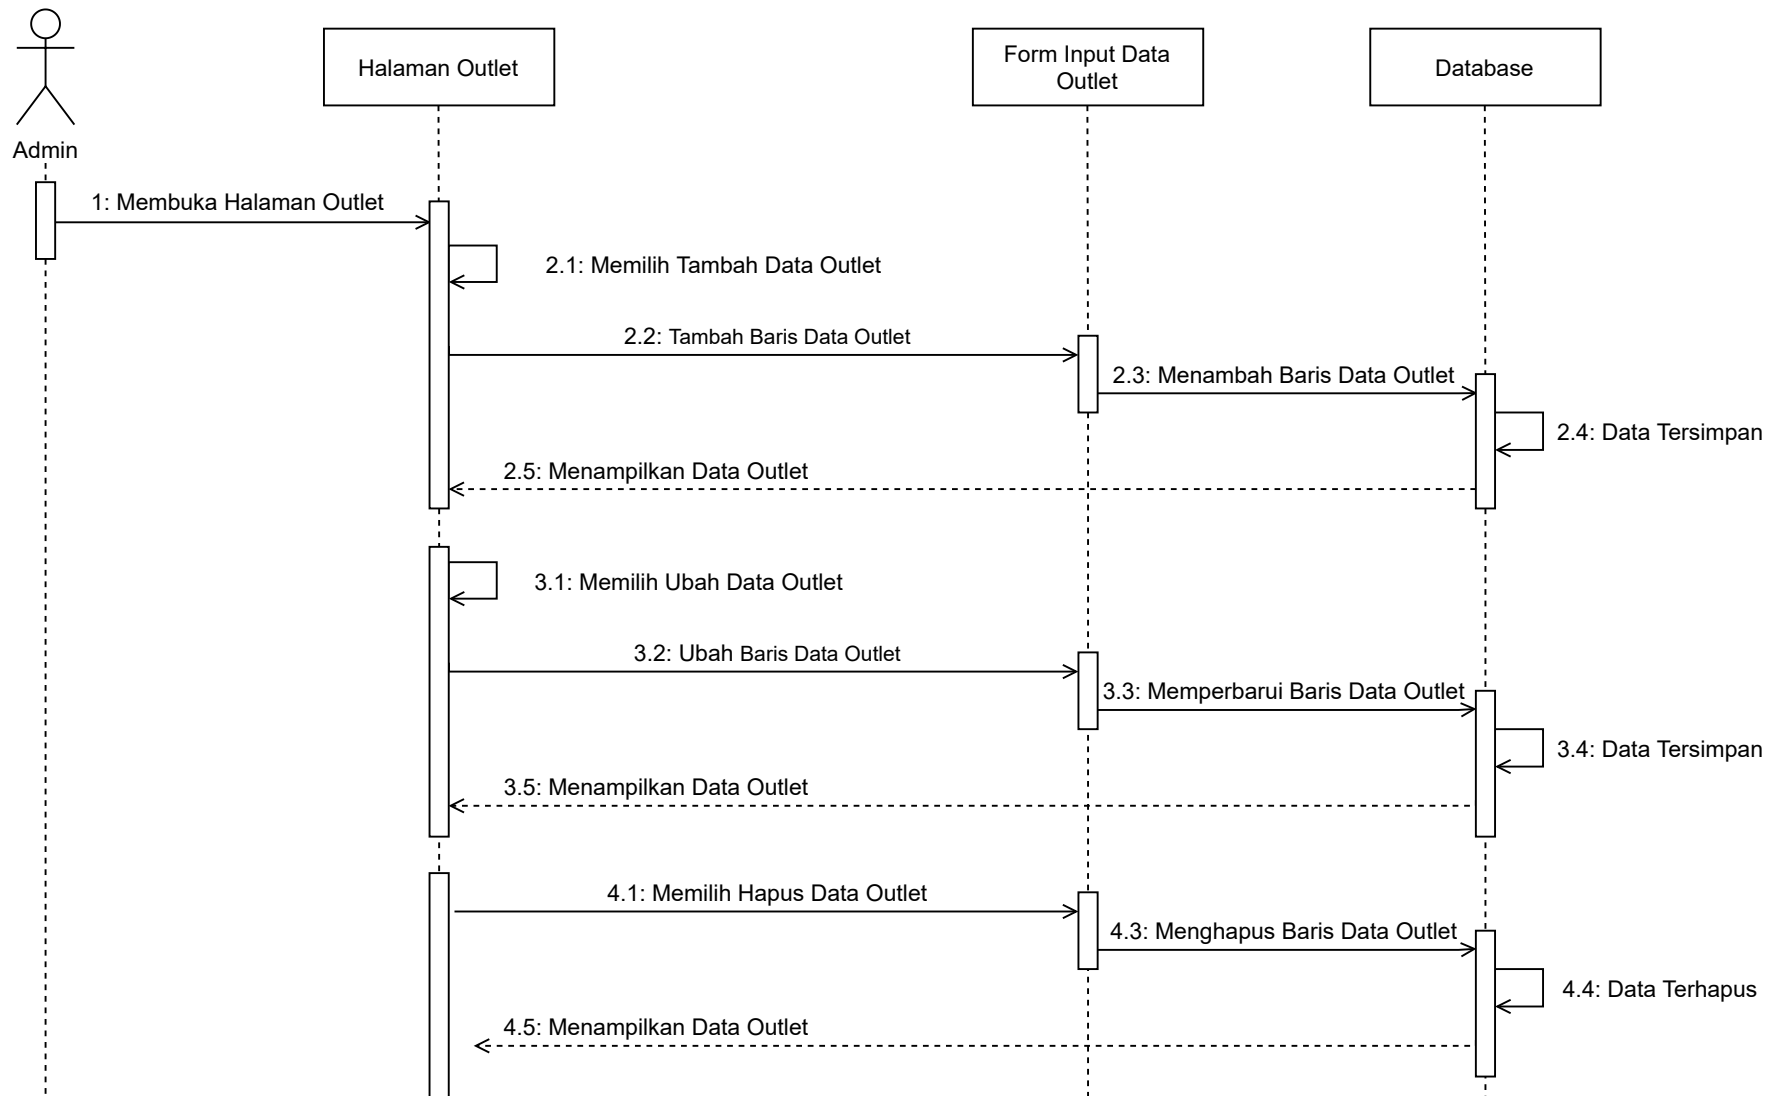 Halaman Outlet
Form Input Data
Outlet
Database
Admin
1: Membuka Halaman Outlet
2.1: Memilih Tambah Data Outlet
2.2: Tambah Baris Data Outlet
2.3: Menambah Baris Data Outlet
2.4: Data Tersimpan
2.5: Menampilkan Data Outlet
3.1: Memilih Ubah Data Outlet
3.2: Ubah Baris Data Outlet
3.3: Memperbarui Baris Data Outlet
3.4: Data Tersimpan
3.5: Menampilkan Data Outlet
4.1: Memilih Hapus Data Outlet
4.3: Menghapus Baris Data Outlet
4.4: Data Terhapus
4.5: Menampilkan Data Outlet